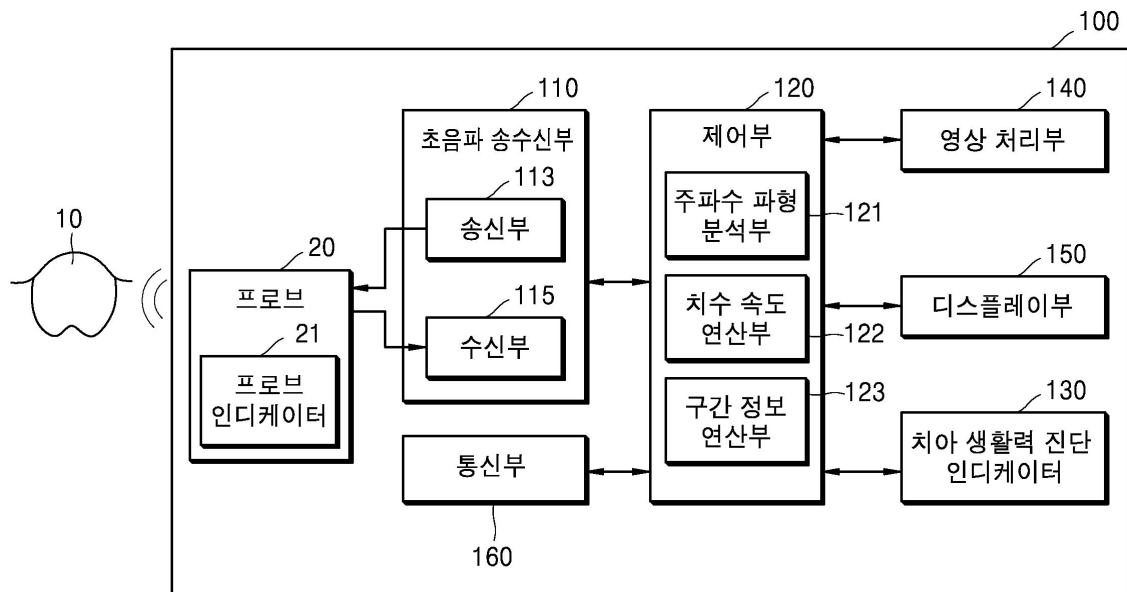 100
110
초음파 송수신부
113
송신부
115
수신부
120
제어부
주파수 파형
분석부
121
치수 속도
연산부
122
구간 정보
연산부
123
140
영상 처리부
150
디스플레이부
130
치아 생활력 진단
인디케이터
10
20
프로브
21
프로브
인디케이터
통신부
160